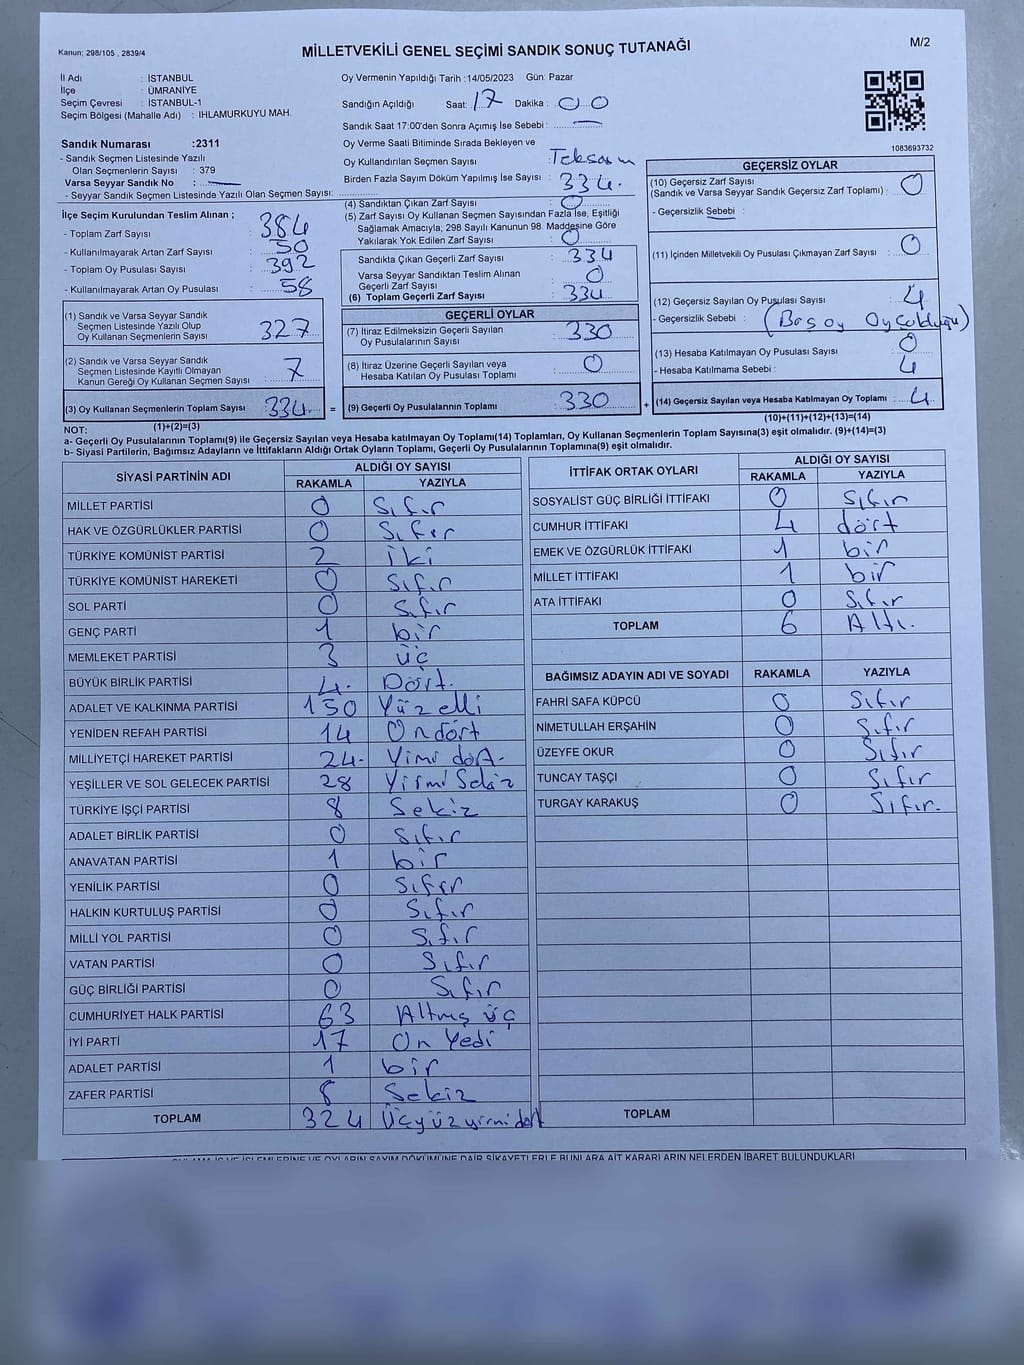 Kanun; 298/105 , 2839/4
MİLLETVEKİLİ GENEL SEÇİMİ SANDIK SONUÇ TUTANAĞI
M/2
İl Adı : İSTANBUL
İlçe : ÜMRANİYE
Seçim Çevresi : İSTANBUL-1
Seçim Bölgesi (Mahalle Adı) : IHLAMURKUYU MAH.
Sandık Numarası :2311
- Sandık Seçmen Listesinde Yazılı
Olan Seçmenlerin Sayısı : 379
Varsa Seyyar Sandık No :
- Seyyar Sandık Seçmen Listesinde Yazılı Olan Seçmen Sayısı:
Oy Vermenin Yapıldığı Tarih :14/05/2023 Gün: Pazar
Sandığın Açıldığı Saat: 17 Dakika : 00
Sandık Saat 17:00'den Sonra Açımış İse Sebebi :
Oy Verme Saati Bitiminde Sırada Bekleyen ve
Oy Kullandırılan Seçmen Sayısı :
Birden Fazla Sayım Döküm Yapılmış İse Sayısı : 334.
1083693732
İlçe Seçim Kurulundan Teslim Alınan ;
- Toplam Zarf Sayısı : 384
- Kullanılmayarak Artan Zarf Sayısı : 50
- Toplam Oy Pusulası Sayısı : 392
- Kullanılmayarak Artan Oy Pusulası : 58
(1) Sandık ve Varsa Seyyar Sandık
Seçmen Listesinde Yazılı Olup
Oy Kullanan Seçmenlerin Sayısı : 327
(2) Sandık ve Varsa Seyyar Sandık
Seçmen Listesinde Kayıtlı Olmayan
Kanun Gereği Oy Kullanan Seçmen Sayısı : 7
(3) Oy Kullanan Seçmenlerin Toplam Sayısı : 334 =
(1)+(2)=(3)
(4) Sandıktan Çıkan Zarf Sayısı : 0
(5) Zarf Sayısı Oy Kullanan Seçmen Sayısından Fazla İse, Eşitliği
Sağlamak Amacıyla; 298 Sayılı Kanunun 98. Maddesine Göre
Yakılarak Yok Edilen Zarf Sayısı : 0
Sandıkta Çıkan Geçerli Zarf Sayısı : 334
Varsa Seyyar Sandıktan Teslim Alınan
Geçerli Zarf Sayısı : 0
(6) Toplam Geçerli Zarf Sayısı : 334
GEÇERLİ OYLAR
(7) İtiraz Edilmeksizin Geçerli Sayılan
Oy Pusulalarının Sayısı : 330
(8) İtiraz Üzerine Geçerli Sayılan veya
Hesaba Katılan Oy Pusulası Toplamı : 0
(9) Geçerli Oy Pusulalarının Toplamı : 330 +
GEÇERSİZ OYLAR
(10) Geçersiz Zarf Sayısı
(Sandık ve Varsa Seyyar Sandık Geçersiz Zarf Toplamı) : 0
- Geçersizlik Sebebi :
(11) İçinden Milletvekili Oy Pusulası Çıkmayan Zarf Sayısı : 0
(12) Geçersiz Sayılan Oy Pusulası Sayısı : 4
- Geçersizlik Sebebi : (Boş oy Oyçulduğu)
(13) Hesaba Katılmayan Oy Pusulası Sayısı : 0
- Hesaba Katılmama Sebebi : 4
(14) Geçersiz Sayılan veya Hesaba Katılmayan Oy Toplamı : 4
(10)+(11)+(12)+(13)=(14)
NOT:
a- Geçerli Oy Pusulalarının Toplamı(9) ile Geçersiz Sayılan veya Hesaba katılmayan Oy Toplamı(14) Toplamları, Oy Kullanan Seçmenlerin Toplam Sayısına(3) eşit olmalıdır. (9)+(14)=(3)
b- Siyasi Partilerin, Bağımsız Adayların ve İttifakların Aldığı Ortak Oyların Toplamı, Geçerli Oy Pusulalarının Toplamına(9) eşit olmalıdır.
SİYASİ PARTİNİN ADI ALDIĞI OY SAYISI
RAKAMLA YAZIYLA
MİLLET PARTİSİ 0 Sıfır
HAK VE ÖZGÜRLÜKLER PARTİSİ 0 Sıfır
TÜRKİYE KOMÜNİST PARTİSİ 2 iki
TÜRKİYE KOMÜNİST HAREKETİ 0 Sıfır
SOL PARTİ 0 Sıfır
GENÇ PARTİ 1 bir
MEMLEKET PARTİSİ 3 üç
BÜYÜK BİRLİK PARTİSİ 4. Dört.
ADALET VE KALKINMA PARTİSİ 150 Yüzelli
YENİDEN REFAH PARTİSİ 14 Ondört
MİLLİYETÇİ HAREKET PARTİSİ 24- Yimi dört-
YEŞİLLER VE SOL GELECEK PARTİSİ 28 Yirmi Sekiz
TÜRKİYE İŞÇİ PARTİSİ 8 Sekiz
ADALET BİRLİK PARTİSİ 0 Sıfır
ANAVATAN PARTİSİ 1 bir
YENİLİK PARTİSİ 0 Sıfır
HALKIN KURTULUŞ PARTİSİ 0 Sıfır
MİLLİ YOL PARTİSİ 0 Sıfır
VATAN PARTİSİ 0 Sıfır
GÜÇ BİRLİĞİ PARTİSİ 0 Sıfır
CUMHURİYET HALK PARTİSİ 63 Altmış üç
İYİ PARTİ 17 On Yedi
ADALET PARTİSİ 1 bir
ZAFER PARTİSİ 8 Sekiz
TOPLAM 324 Üçyüzyirmidört
İTTİFAK ORTAK OYLARI ALDIĞI OY SAYISI
RAKAMLA YAZIYLA
SOSYALİST GÜÇ BİRLİĞİ İTTİFAKI 0 Sıfır
CUMHUR İTTİFAKI 4 dört
EMEK VE ÖZGÜRLÜK İTTİFAKI 1 bir
MİLLET İTTİFAKI 1 bir
ATA İTTİFAKI 0 Sıfır
TOPLAM 6 Altı.
BAĞIMSIZ ADAYIN ADI VE SOYADI RAKAMLA YAZIYLA
FAHRİ SAFA KÜPCÜ 0 Sıfır
NİMETULLAH ERŞAHİN 0 Sıfır
ÜZEYFE OKUR 0 Sıfır
TUNCAY TAŞÇI 0 Sıfır
TURGAY KARAKUŞ 0 Sıfır.
TOPLAM
OYLAMA İŞ VE İŞLEMLERİNE VE OYLARIN SAYIM DÖKÜMÜNE DAİR ŞİKAYETLERLE BUNLARA AİT KARARLARIN NELERDEN İBARET BULUNDUKLARI